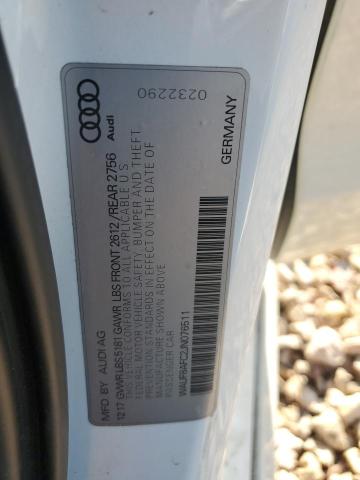 Audi
02322290
GERMANY
MFD BY AUDI AG
12 17 GVWR LBS 5181 GAWR LBS FRONT 2612 / REAR 2756
THIS VEHICLE CONFORMS TO ALL APPLICABLE U S
FEDERAL MOTOR VEHICLE SAFETY, BUMPER AND THEFT
STANDARDS IN EFFECT ON THE DATE OF
MANUFACTURE SHOWN ABOVE
PASSENGER CAR
WAUF8AFC2JN076511